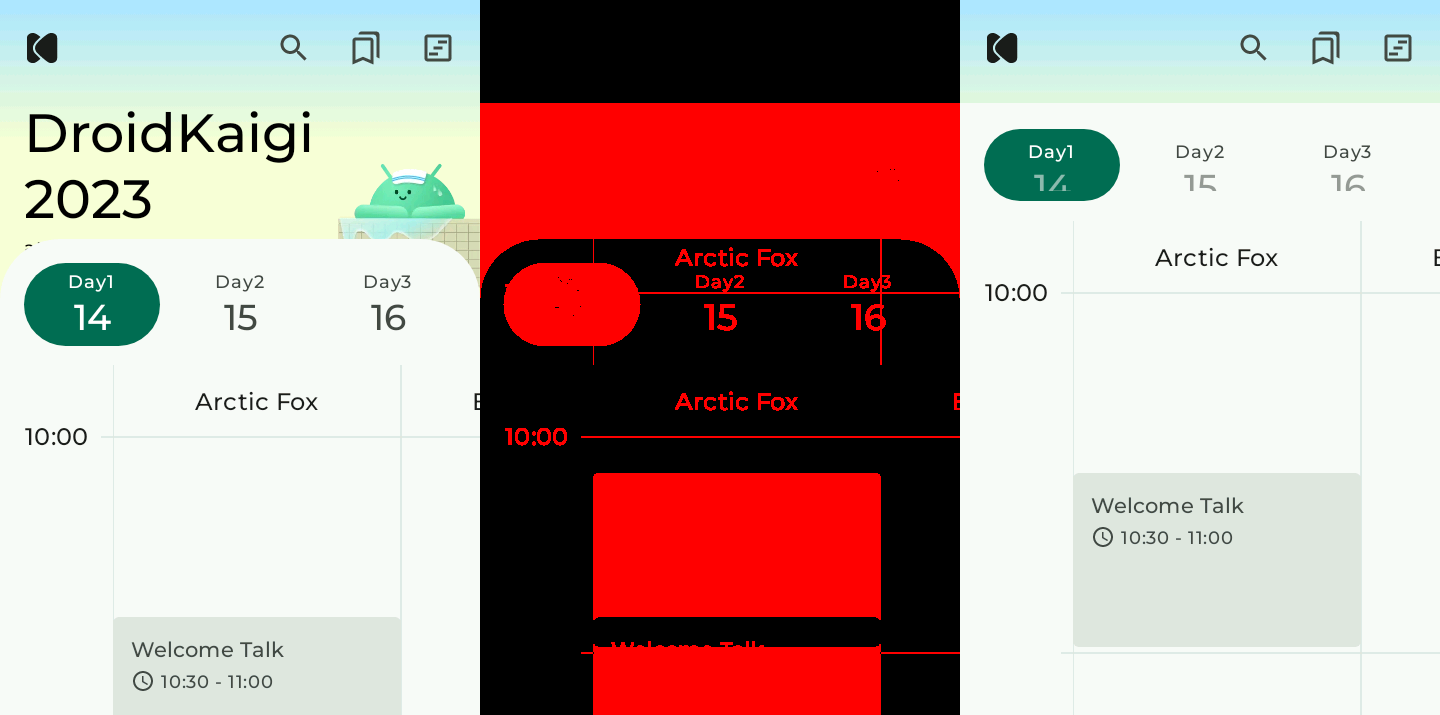 DroidKaigi
2023
Day1
14
Day2
15
Day3
16
Arctic Fox
10:00
Welcome Talk
10:30 - 11:00
Arctic Fox
Day2
Day3
15
16
Arctic Fox
10:00
Welcome Talk
Day1
14
Day2
15
Day3
16
Arctic Fox
10:00
Welcome Talk
10:30 - 11:00